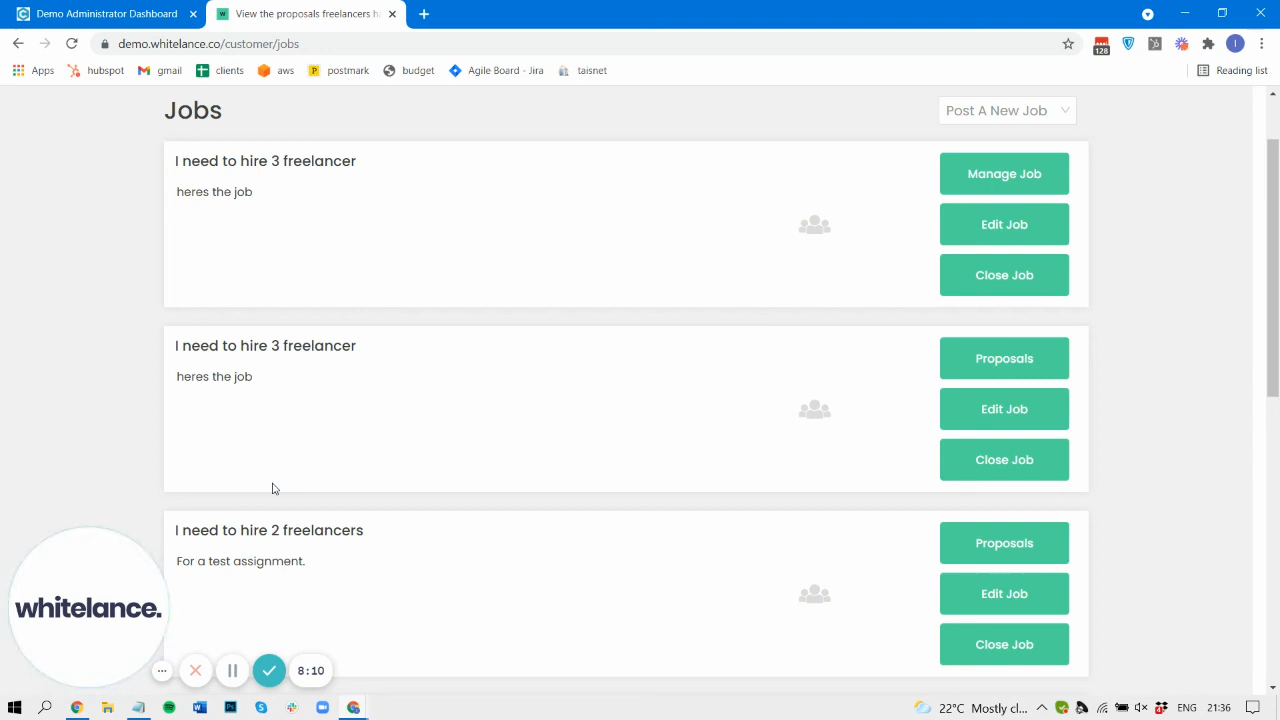 Demo Administrator Dashboard
View the proposals freelancers h
demo.whitelance.co/customer/jobs
128
I
Apps
hubspot
gmail
clients
aws
postmark
budget
Agile Board - Jira
taisnet
Reading list
Jobs
Post A New Job
I need to hire 3 freelancer
heres the job
Manage Job
Edit Job
Close Job
I need to hire 3 freelancer
heres the job
Proposals
Edit Job
Close Job
I need to hire 2 freelancers
For a test assignment.
Proposals
Edit Job
Close Job
whitelance.
8:10
22°C Mostly cl...
ENG
21:36